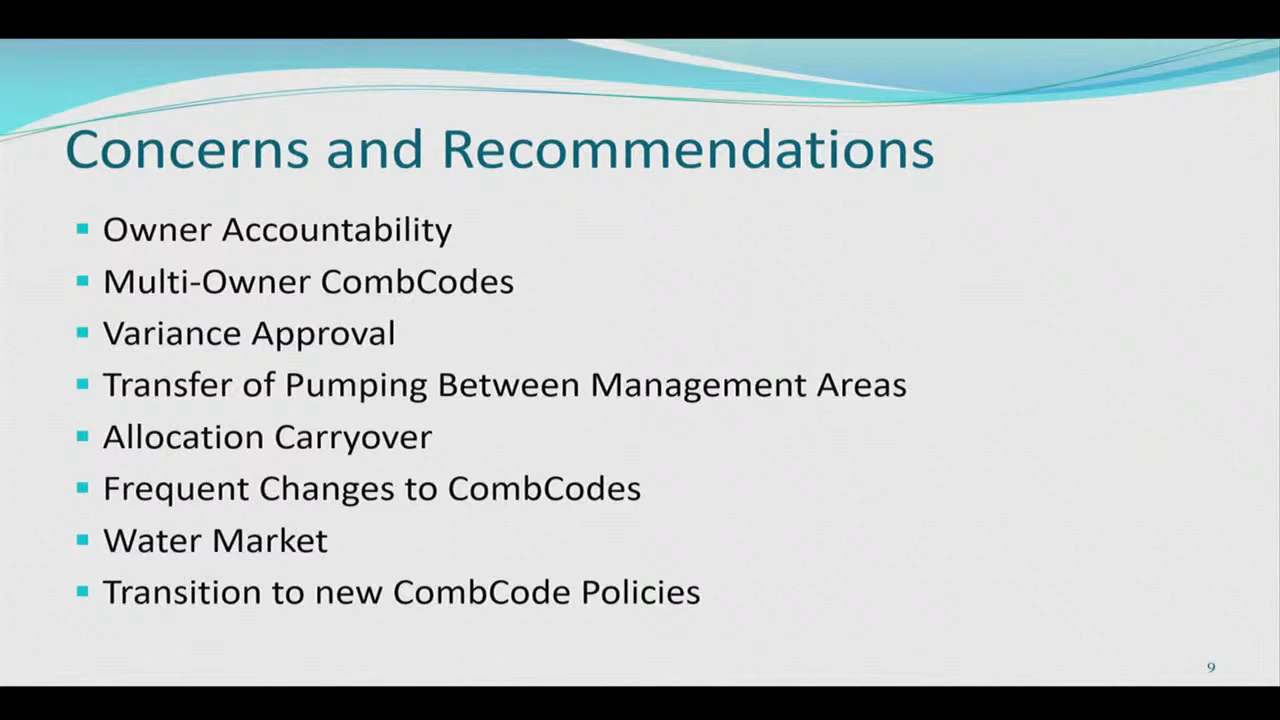 Concerns and Recommendations
Owner Accountability
Multi-Owner CombCodes
Variance Approval
Transfer of Pumping Between Management Areas
Allocation Carryover
Frequent Changes to CombCodes
Water Market
Transition to new CombCode Policies
9